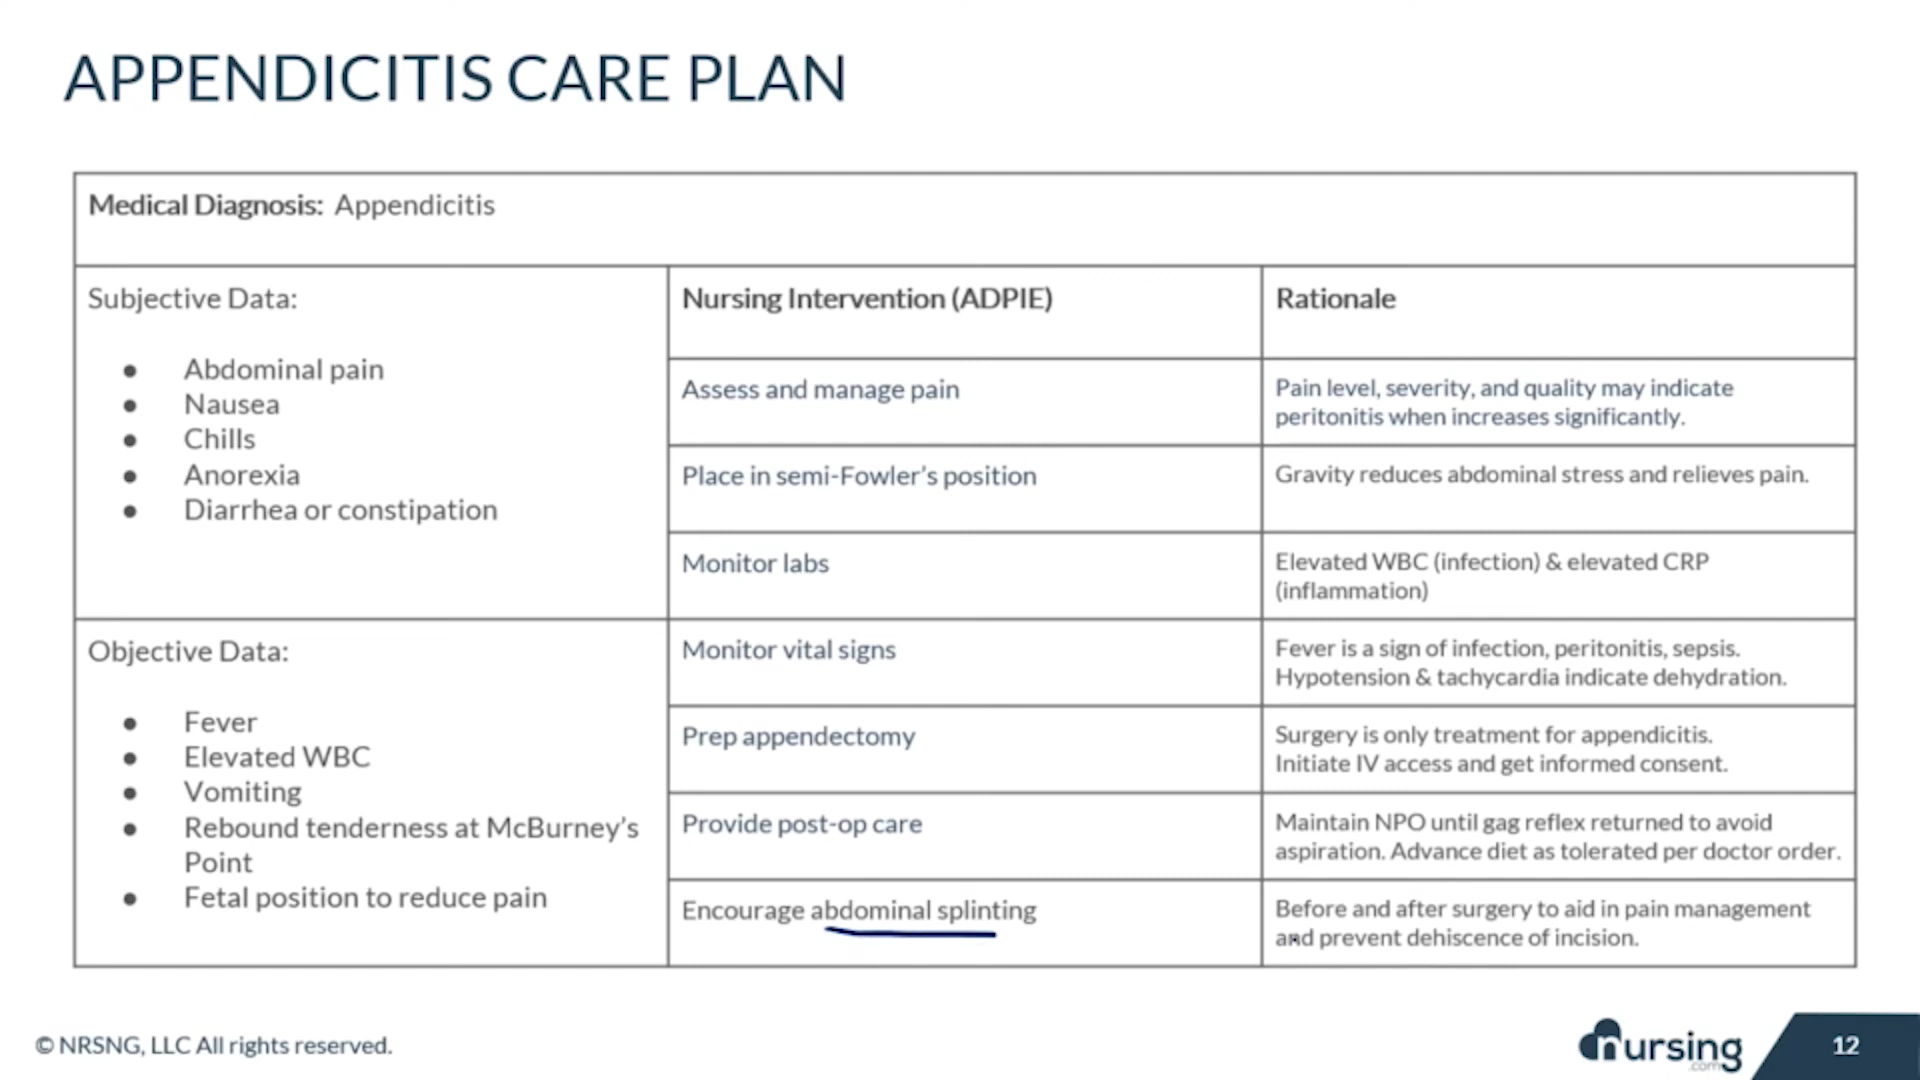 APPENDICITIS CARE PLAN
Medical Diagnosis: Appendicitis
Subjective Data:
● Abdominal pain
● Nausea
● Chills
● Anorexia
● Diarrhea or constipation
Objective Data:
● Fever
● Elevated WBC
● Vomiting
● Rebound tenderness at McBurney's
Point
● Fetal position to reduce pain
Nursing Intervention (ADPIE)
Rationale
Assess and manage pain
Pain level, severity, and quality may indicate
peritonitis when increases significantly.
Place in semi-Fowler's position
Gravity reduces abdominal stress and relieves pain.
Monitor labs
Elevated WBC (infection) & elevated CRP
(inflammation)
Monitor vital signs
Fever is a sign of infection, peritonitis, sepsis.
Hypotension & tachycardia indicate dehydration.
Prep appendectomy
Surgery is only treatment for appendicitis.
Initiate IV access and get informed consent.
Provide post-op care
Maintain NPO until gag reflex returned to avoid
aspiration. Advance diet as tolerated per doctor order.
Encourage abdominal splinting
Before and after surgery to aid in pain management
and prevent dehiscence of incision.
© NRSNG, LLC All rights reserved.
nursing
.com
12